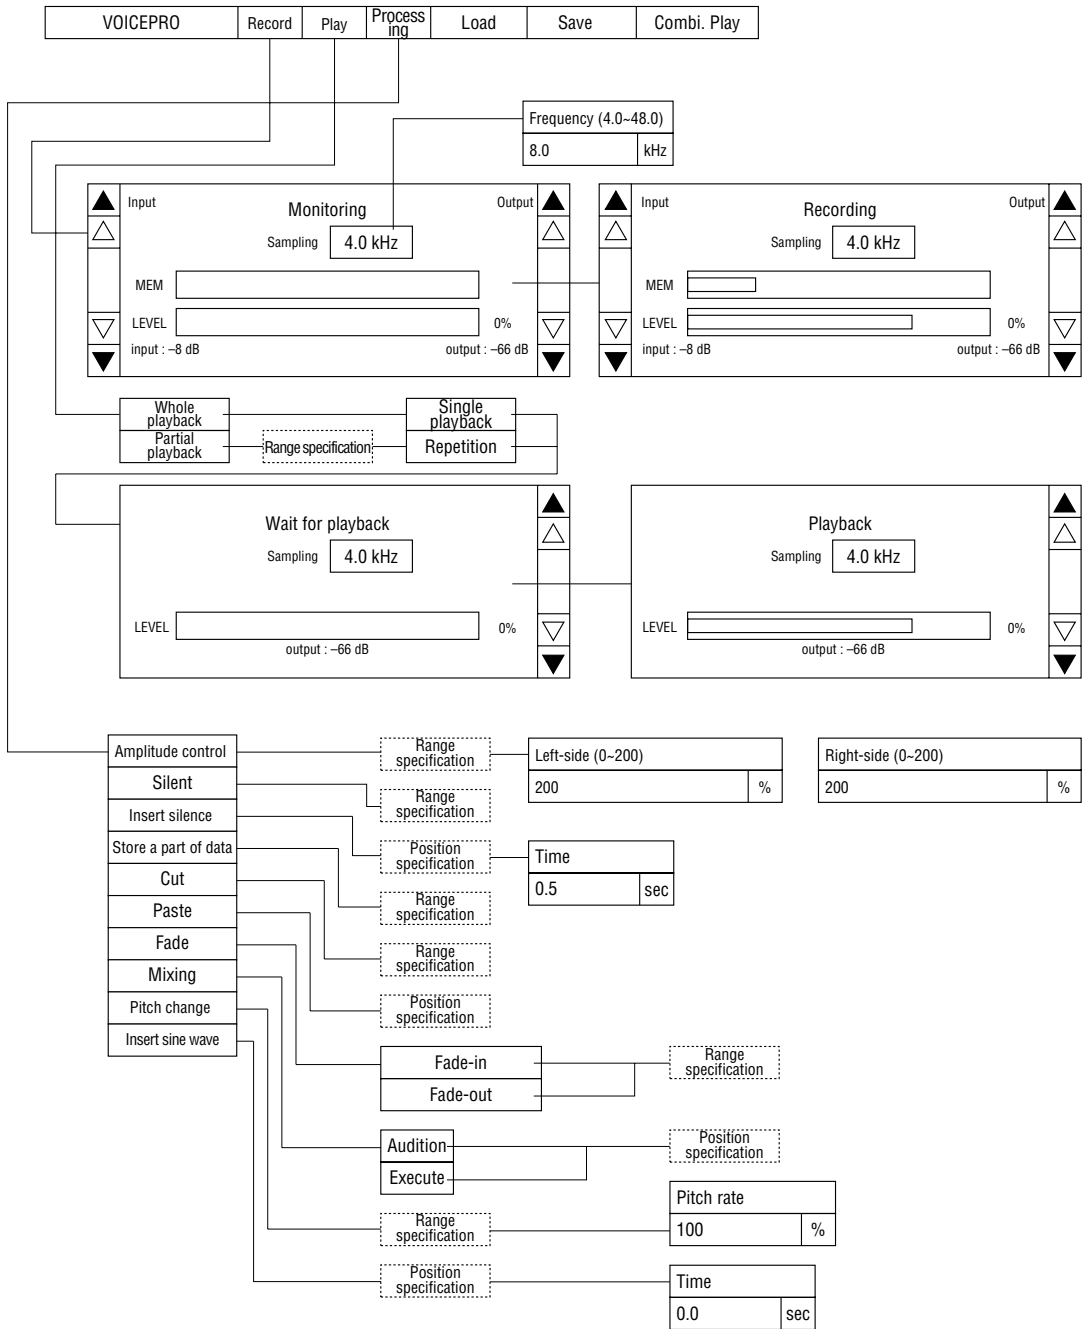 VOICEPRO Record Play Process
ing Load Save Combi. Play
Frequency (4.0~48.0)
8.0 kHz
Input Monitoring Output
Sampling 4.0 kHz
MEM
LEVEL 0%
input : –8 dB output : –66 dB
Input Recording Output
Sampling 4.0 kHz
MEM
LEVEL 0%
input : –8 dB output : –66 dB
Whole
playback
Single
playback
Partial
playback
Range specification
Repetition
Wait for playback
Sampling 4.0 kHz
LEVEL 0%
output : –66 dB
Playback
Sampling 4.0 kHz
LEVEL 0%
output : –66 dB
Amplitude control
Range
specification
Left-side (0~200)
200 %
Right-side (0~200)
200 %
Silent
Range
specification
Insert silence
Position
specification
Time
0.5 sec
Store a part of data
Range
specification
Cut
Range
specification
Paste
Position
specification
Fade
Fade-in
Fade-out
Range
specification
Mixing
Audition
Execute
Position
specification
Pitch change
Range
specification
Pitch rate
100 %
Insert sine wave
Position
specification
Time
0.0 sec